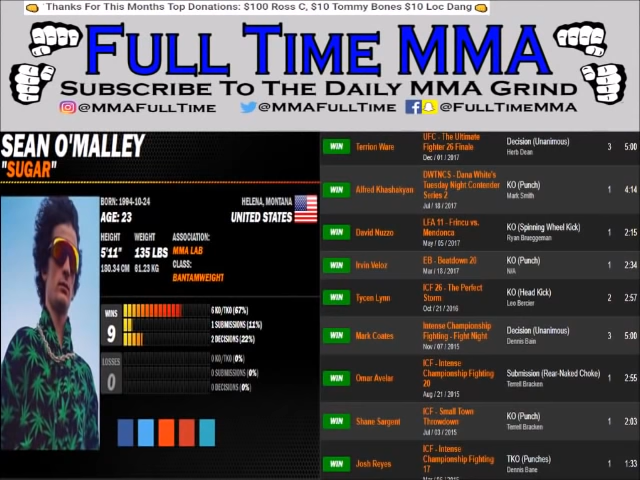 Thanks For This Months Top Donations: $100 Ross C, $10 Tommy Bones $10 Loc Dang
FULL TIME MMA
SUBSCRIBE TO THE DAILY MMA GRIND
@MMAFULLTIME @MMAFULLTIME @FULLTIMEMMA
SEAN O'MALLEY
"SUGAR"
BORN: 1994-10-24
AGE: 23
HELENA, MONTANA
UNITED STATES
HEIGHT
5'11"
180.34 CM
WEIGHT
135 LBS
61.23 KG
ASSOCIATION:
MMA LAB
CLASS:
BANTAMWEIGHT
WINS
9
6 KO/TKO (67%)
1 SUBMISSIONS (11%)
2 DECISIONS (22%)
LOSSES
0
0 KO/TKO (0%)
0 SUBMISSIONS (0%)
0 DECISIONS (0%)
WIN Terrion Ware
UFC - The Ultimate
Fighter 26 Finale
Dec / 01 / 2017
Decision (Unanimous)
Herb Dean
3 5:00
WIN Alfred Khashakyan
DWTNCS - Dana White's
Tuesday Night Contender
Series 2
Jul / 18 / 2017
KO (Punch)
Mark Smith
1 4:14
WIN David Nuzzo
LFA 11 - Frincu vs.
Mendonca
May / 05 / 2017
KO (Spinning Wheel Kick)
Ryan Brueggeman
1 2:15
WIN Irvin Veloz
EB - Beatdown 20
Mar / 18 / 2017
KO (Punch)
N/A
1 2:34
WIN Tycen Lynn
ICF 26 - The Perfect
Storm
Oct / 21 / 2016
KO (Head Kick)
Lee Bercier
2 2:57
WIN Mark Coates
Intense Championship
Fighting - Fight Night
Nov / 07 / 2015
Decision (Unanimous)
Dennis Bain
3 5:00
WIN Omar Avelar
ICF - Intense
Championship Fighting
20
Aug / 21 / 2015
Submission (Rear-Naked Choke)
Terrell Bracken
1 2:55
WIN Shane Sargent
ICF - Small Town
Throwdown
Jul / 03 / 2015
KO (Punch)
Terrell Bracken
1 2:03
WIN Josh Reyes
ICF - Intense
Championship Fighting
17
TKO (Punches)
Dennis Bane
1 1:33